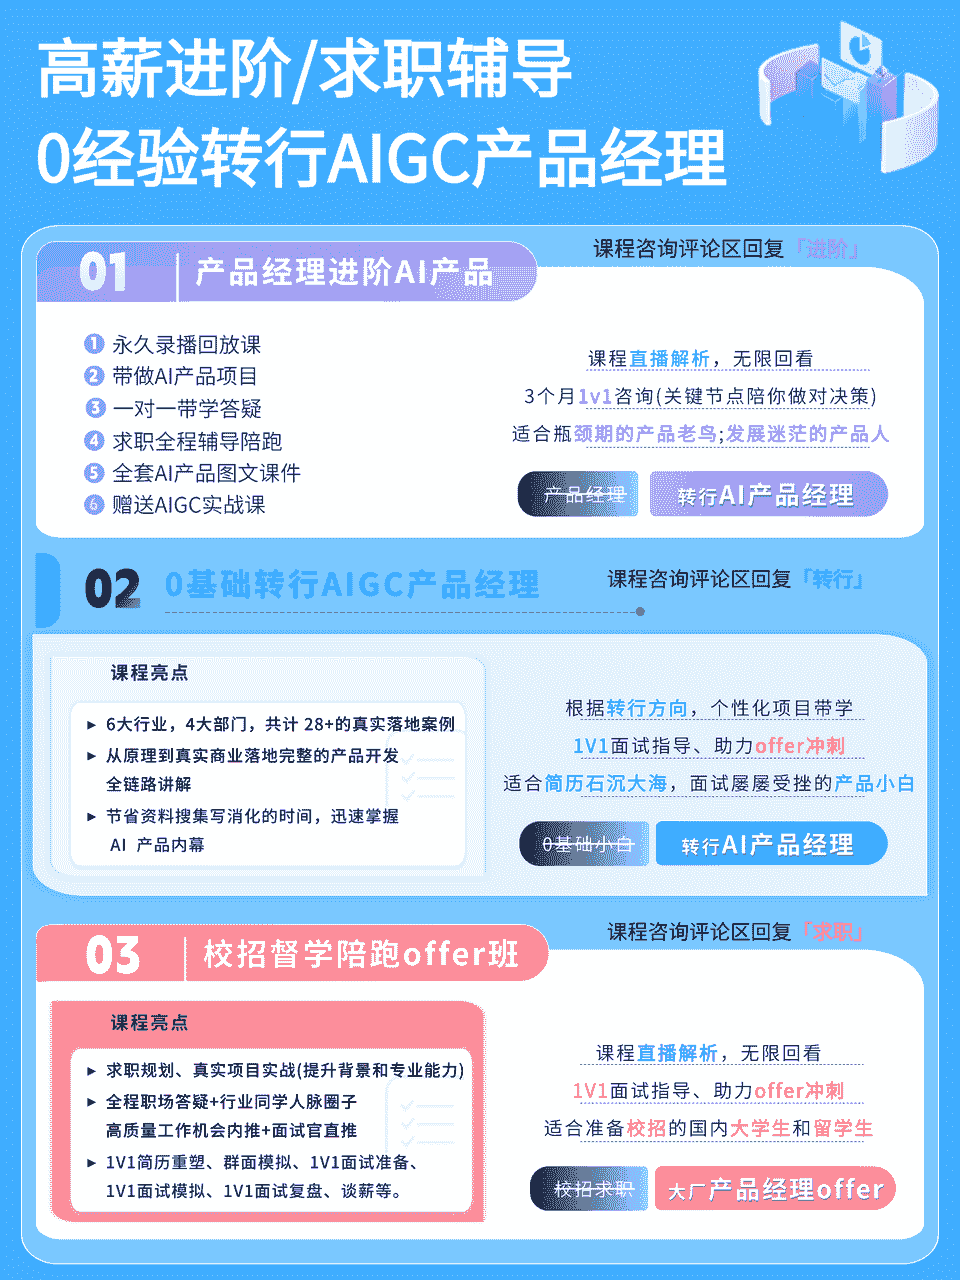 高薪进阶/求职辅导
0经验转行AIGC产品经理
01 产品经理进阶AI产品
课程咨询评论区回复「进阶」
1 永久录播回放课
2 带做AI产品项目
3 一对一带学答疑
4 求职全程辅导陪跑
5 全套AI产品图文课件
6 赠送AIGC实战课
课程直播解析，无限回看
3个月1v1咨询(关键节点陪你做对决策)
适合瓶颈期的产品老鸟;发展迷茫的产品人
产品经理 转行AI产品经理
02 0基础转行AIGC产品经理
课程咨询评论区回复「转行」
课程亮点
▶ 6大行业，4大部门，共计 28+的真实落地案例
▶ 从原理到真实商业落地完整的产品开发
全链路讲解
▶ 节省资料搜集写消化的时间，迅速掌握
AI 产品内幕
根据转行方向，个性化项目带学
1V1面试指导、助力offer冲刺
适合简历石沉大海，面试屡屡受挫的产品小白
0基础小白 转行AI产品经理
03 校招督学陪跑offer班
课程咨询评论区回复「求职」
课程亮点
▶ 求职规划、真实项目实战(提升背景和专业能力)
▶ 全程职场答疑+行业同学人脉圈子
高质量工作机会内推+面试官直推
▶ 1V1简历重塑、群面模拟、1V1面试准备、
1V1面试模拟、1V1面试复盘、谈薪等。
课程直播解析，无限回看
1V1面试指导、助力offer冲刺
适合准备校招的国内大学生和留学生
校招求职 大厂产品经理offer